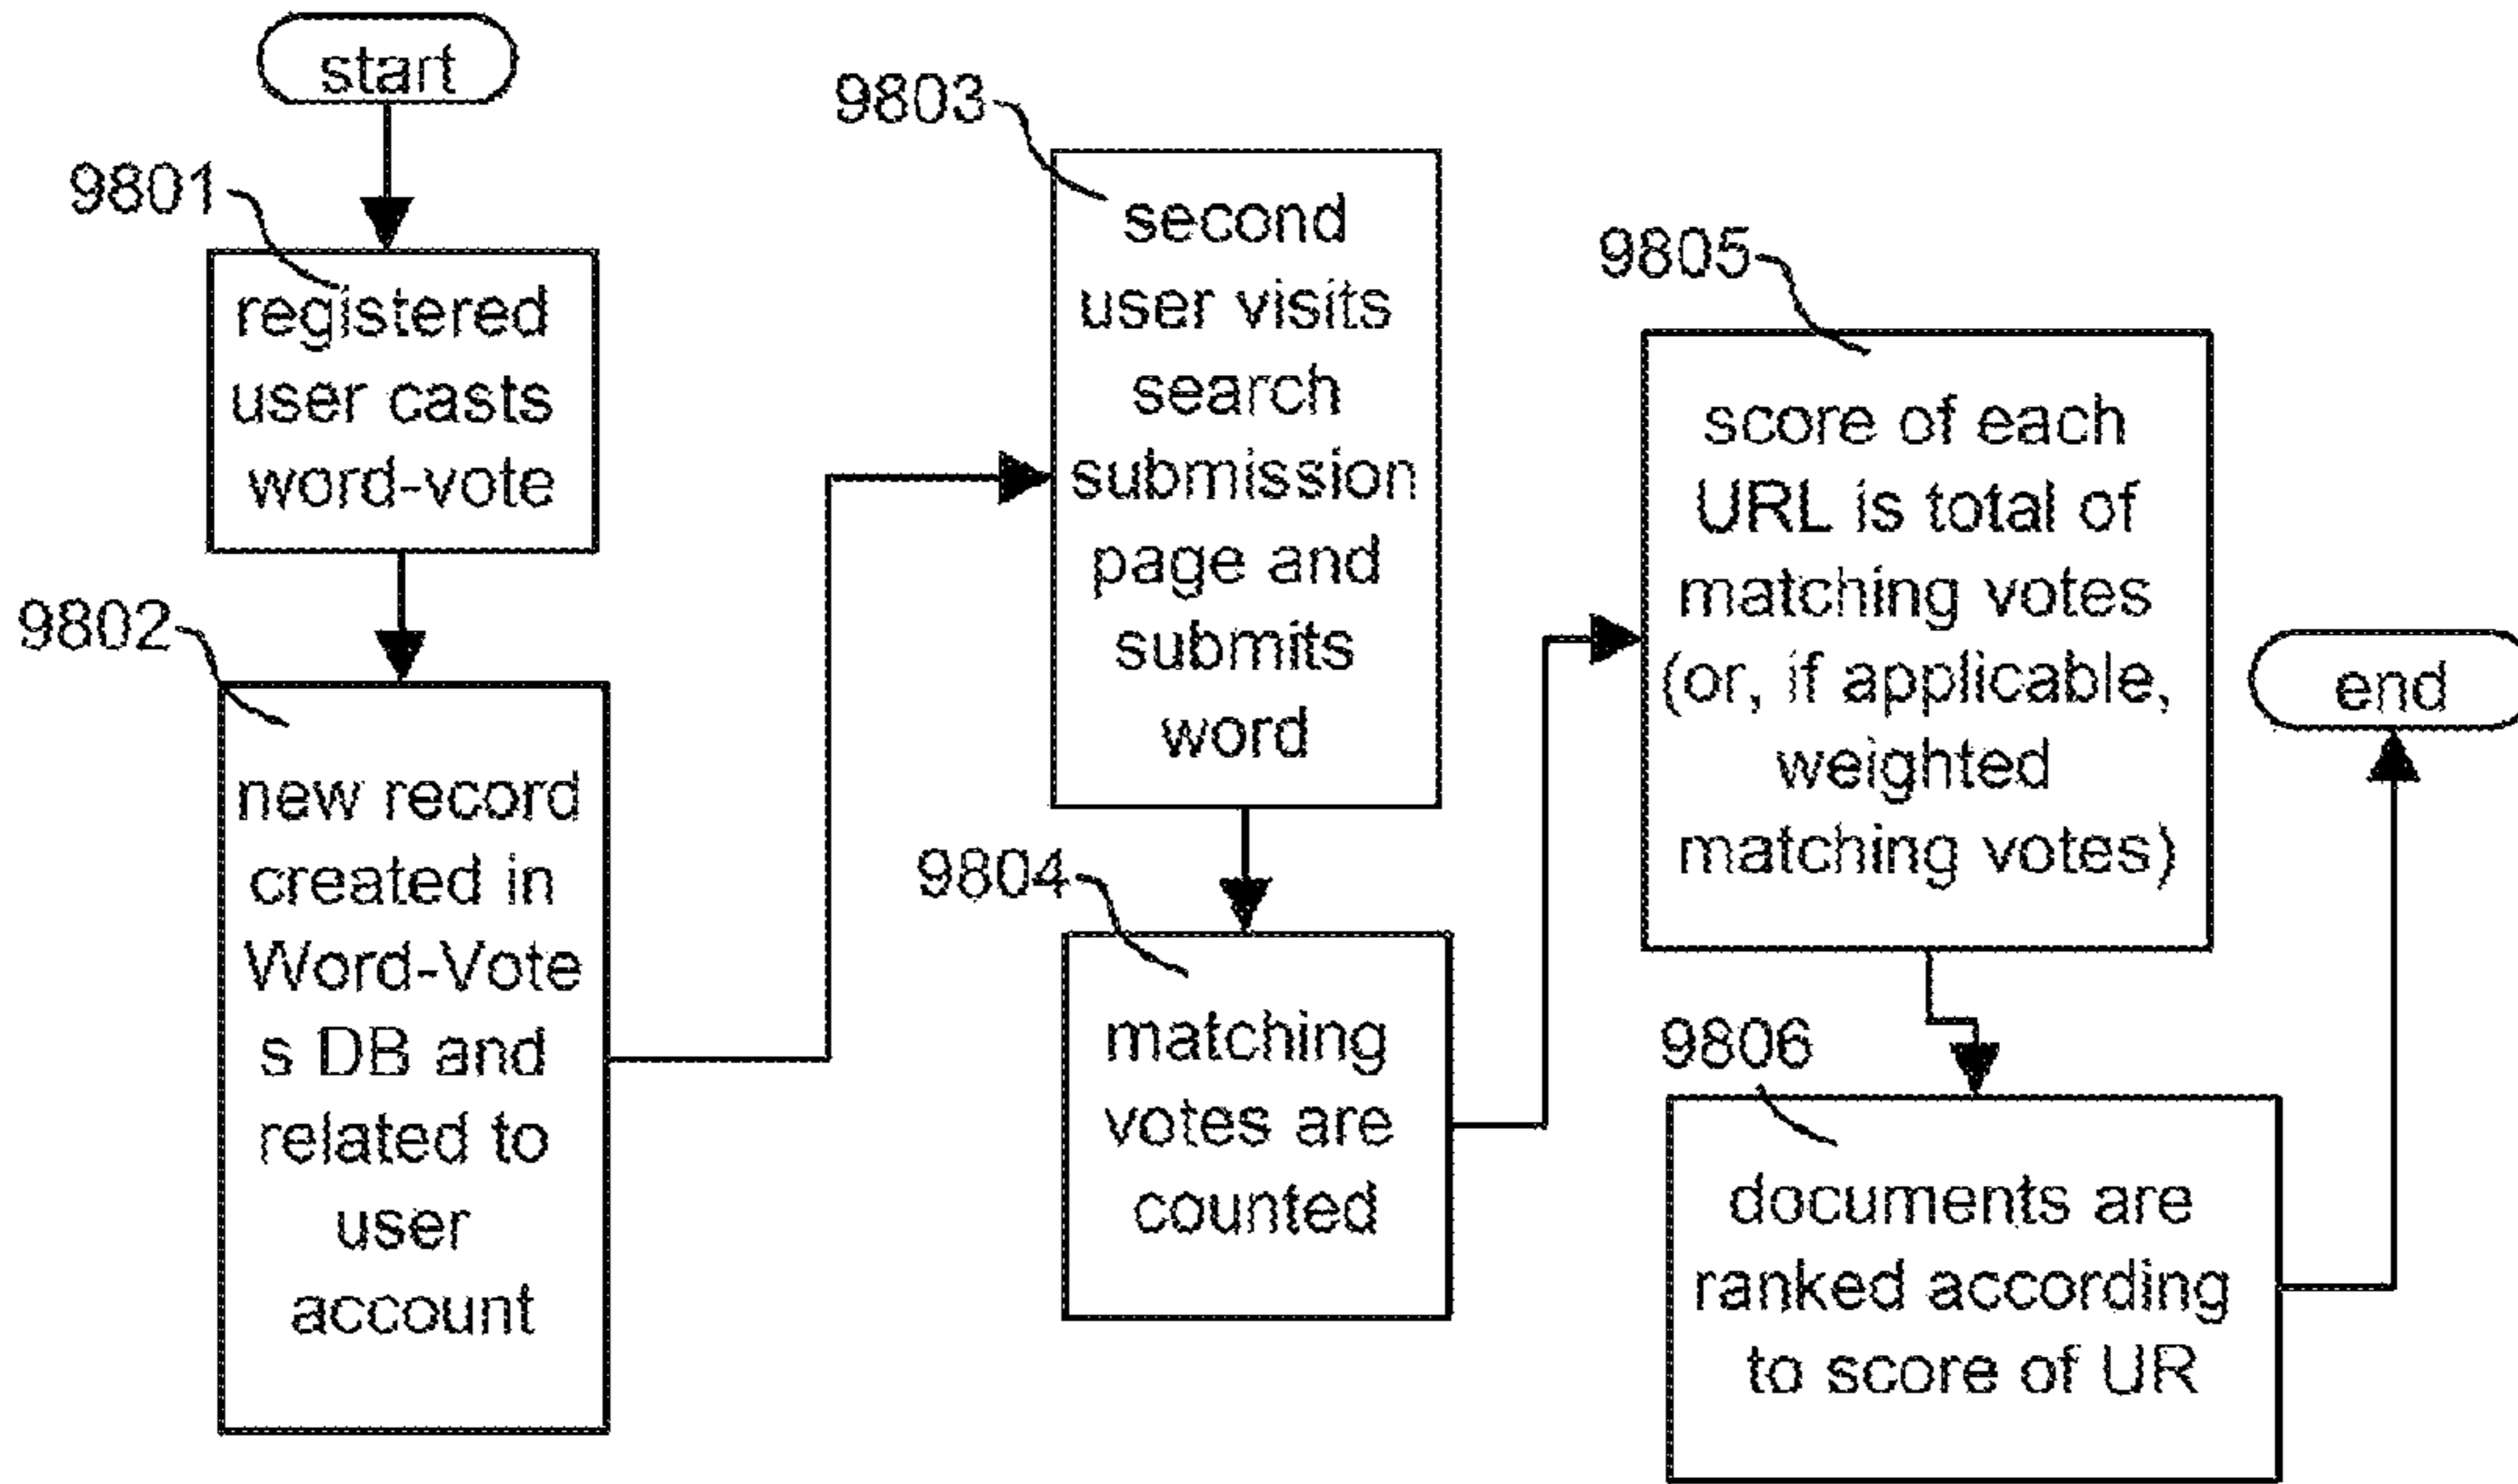 start
9801
registered
user casts
word-vote
9802
new record
created in
Word-Vote
s DB and
related to
user
account
9803
second
user visits
search
submission
page and
submits
word
9804
matching
votes are
counted
9805
score of each
URL is total of
matching votes
(or, if applicable,
weighted
matching votes)
9806
documents are
ranked according
to score of UR
end